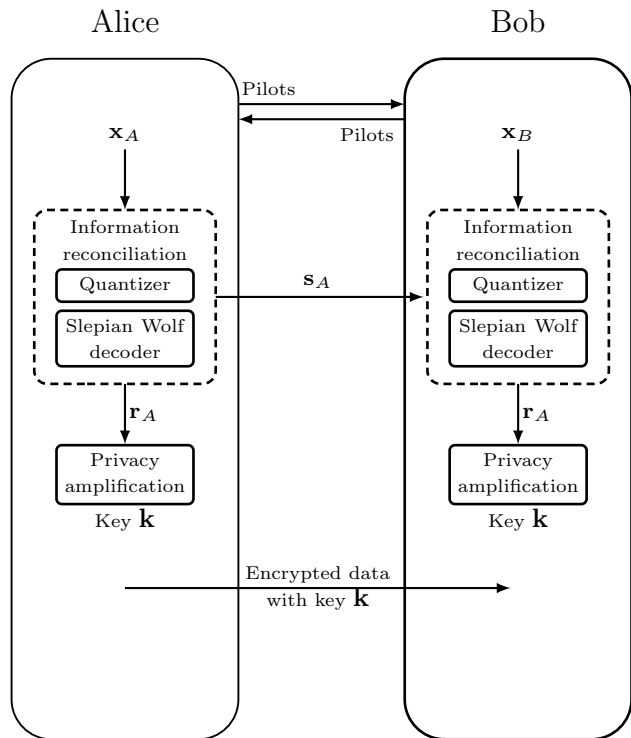 Alice
Bob
Pilots
Pilots
𝐱_A
𝐱_B
Information
reconciliation
Quantizer
Slepian Wolf
decoder
𝐬_A
Information
reconciliation
Quantizer
Slepian Wolf
decoder
𝐫_A
𝐫_A
Privacy
amplification
Key 𝐤
Privacy
amplification
Key 𝐤
Encrypted data
with key 𝐤